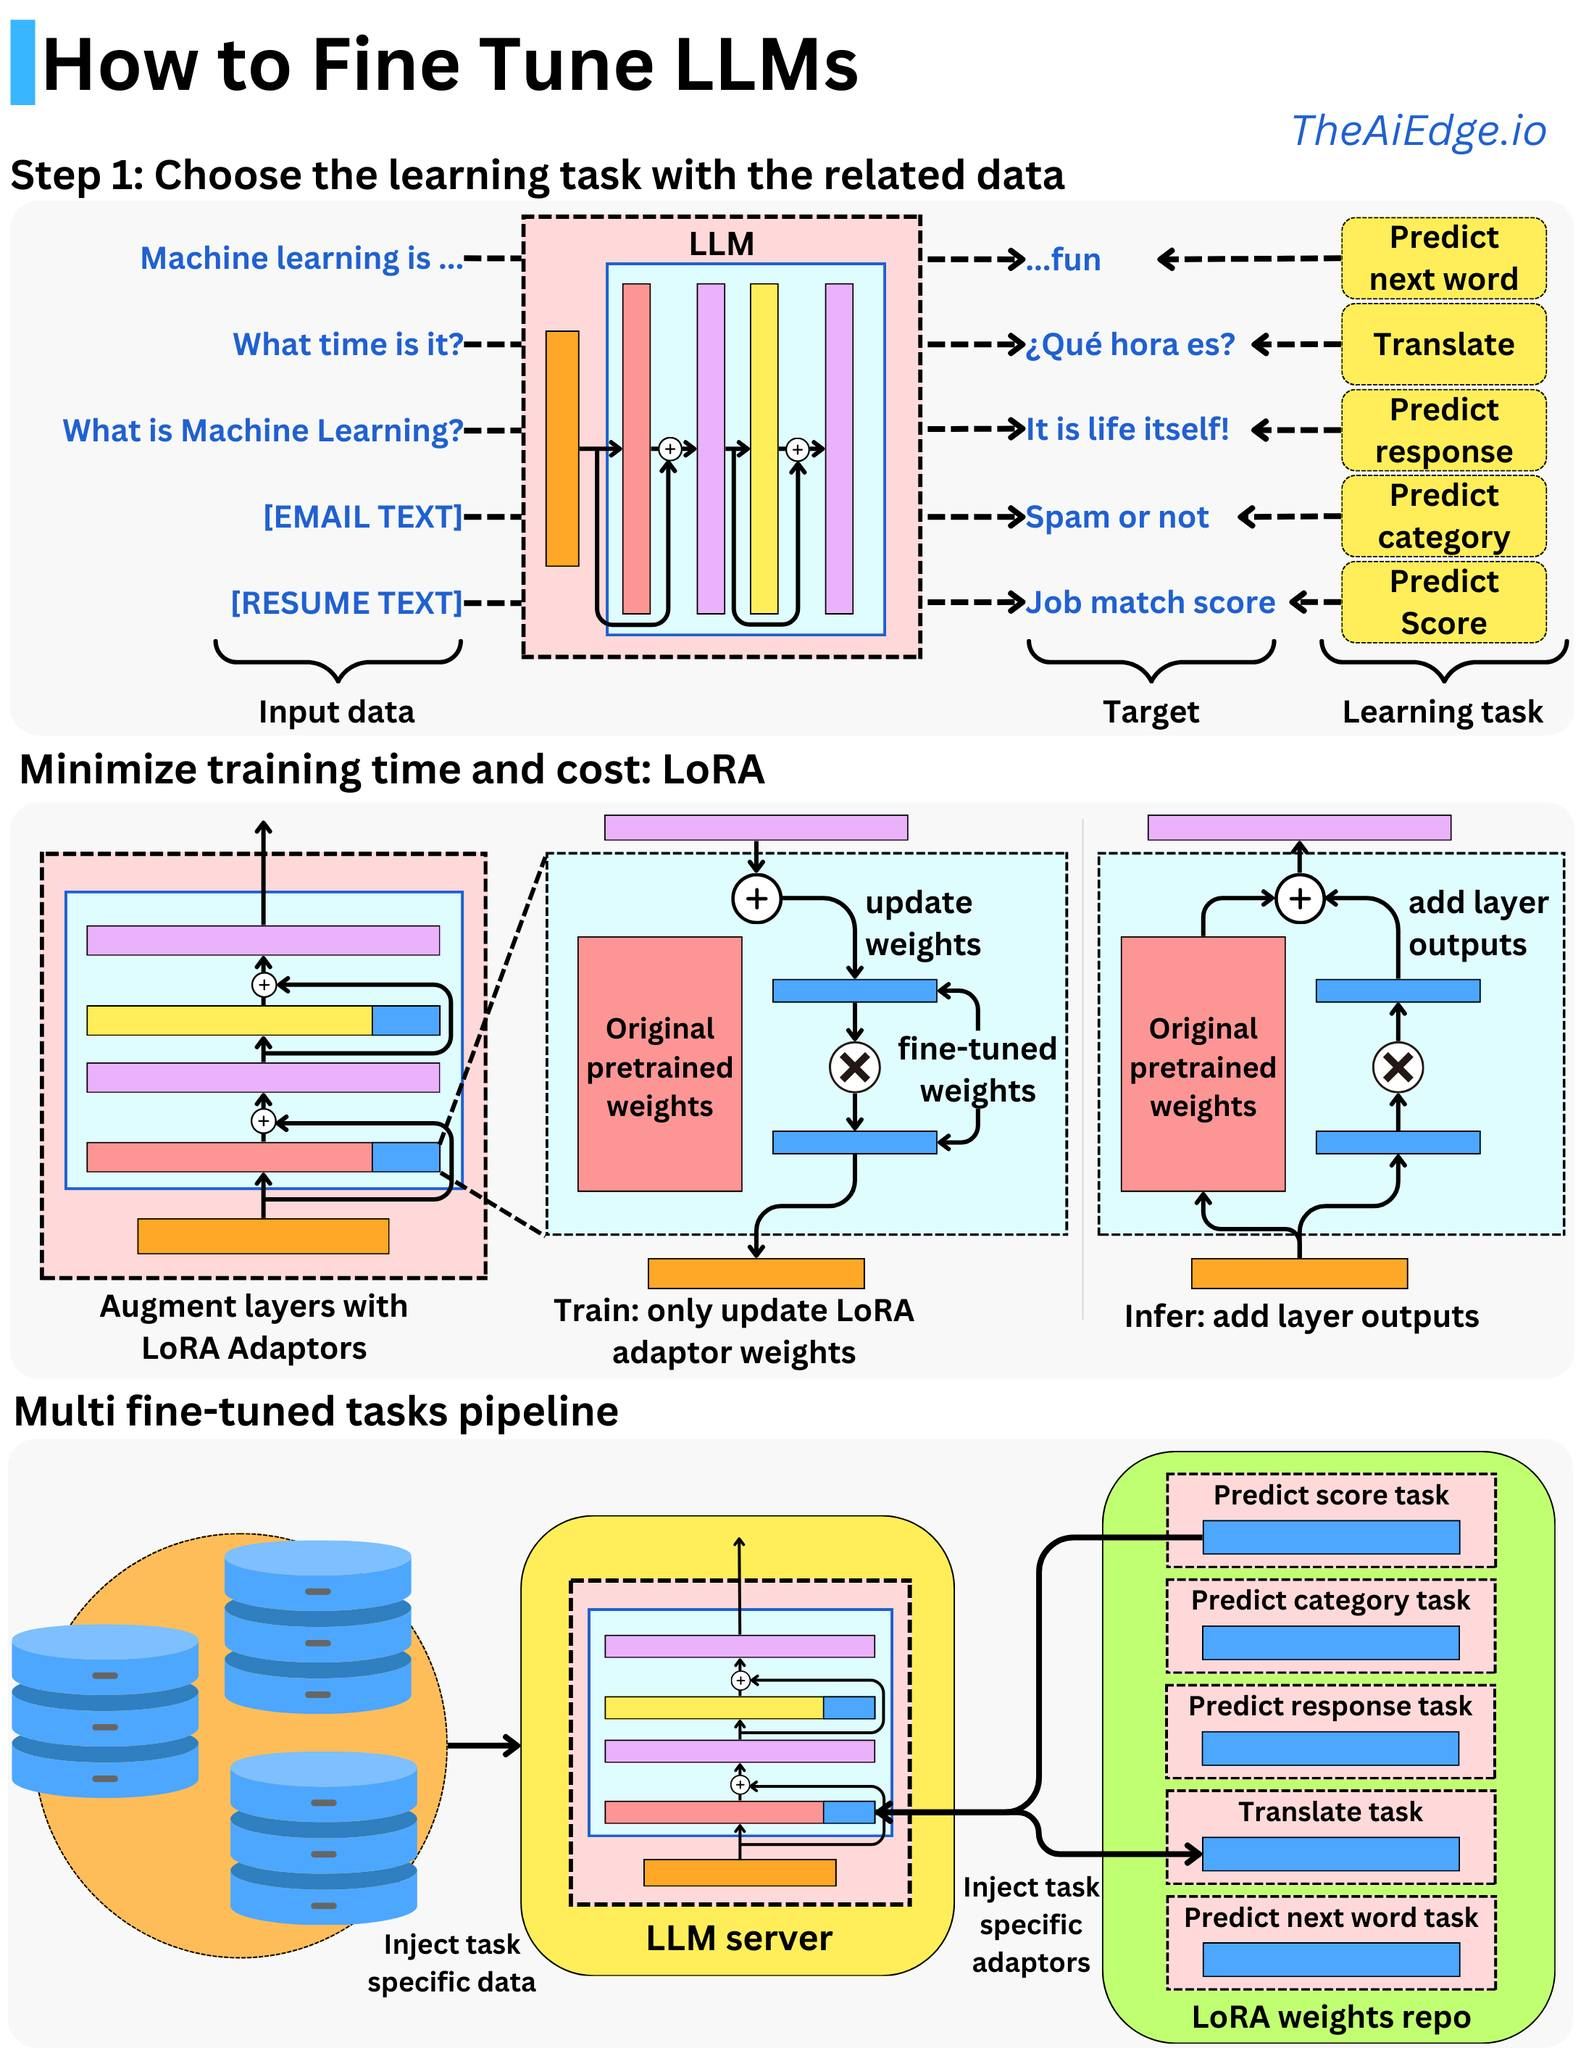 How to Fine Tune LLMs
TheAiEdge.io
Step 1: Choose the learning task with the related data
LLM
Machine learning is ...
...fun
Predict
next word
What time is it?
¿Qué hora es?
Translate
What is Machine Learning?
It is life itself!
Predict
response
[EMAIL TEXT]
Spam or not
Predict
category
[RESUME TEXT]
Job match score
Predict
Score
Input data
Target
Learning task
Minimize training time and cost: LoRA
Augment layers with
LoRA Adaptors
+
+
+
update
weights
Original
pretrained
weights
fine-tuned
weights
Train: only update LoRA
adaptor weights
+
add layer
outputs
Original
pretrained
weights
Infer: add layer outputs
Multi fine-tuned tasks pipeline
Inject task
specific data
LLM server
Inject task
specific
adaptors
Predict score task
Predict category task
Predict response task
Translate task
Predict next word task
LoRA weights repo